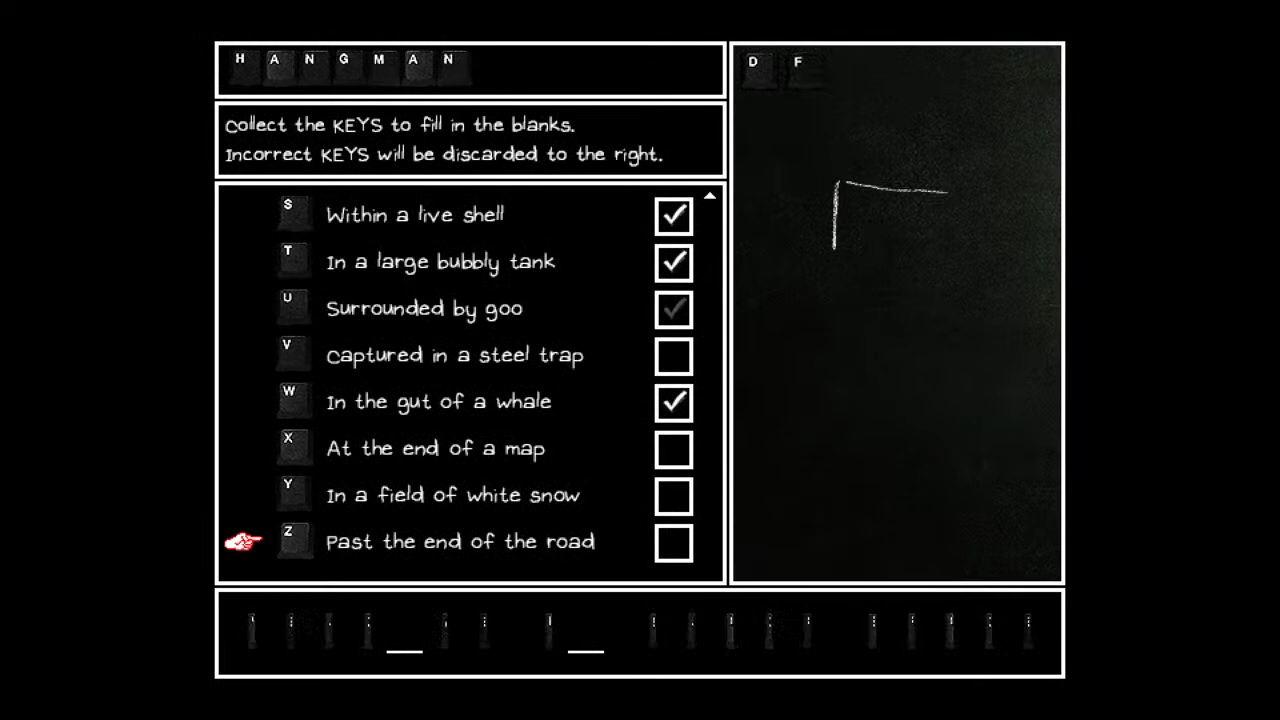 H A N G M A N
Collect the KEYS to fill in the blanks.
Incorrect KEYS will be discarded to the right.
S Within a live shell
T In a large bubbly tank
U Surrounded by goo
V Captured in a steel trap
W In the gut of a whale
X At the end of a map
Y In a field of white snow
Z Past the end of the road
D F